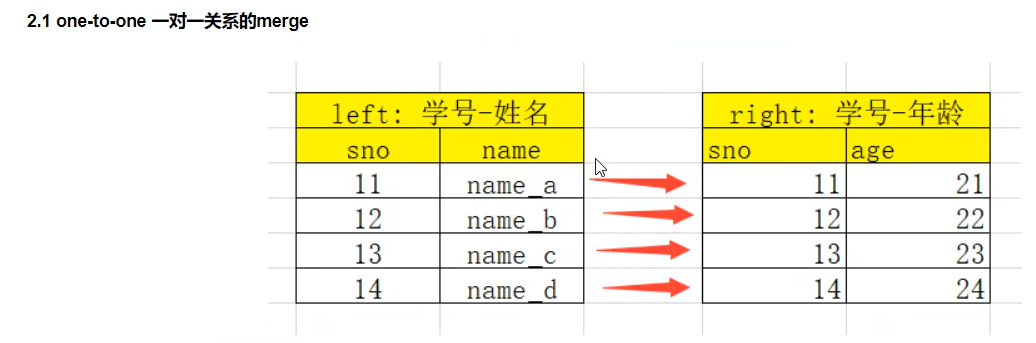 2.1 one-to-one 一对一关系的merge
left: 学号-姓名 right: 学号-年龄
sno name sno age
11 name_a 11 21
12 name_b 12 22
13 name_c 13 23
14 name_d 14 24